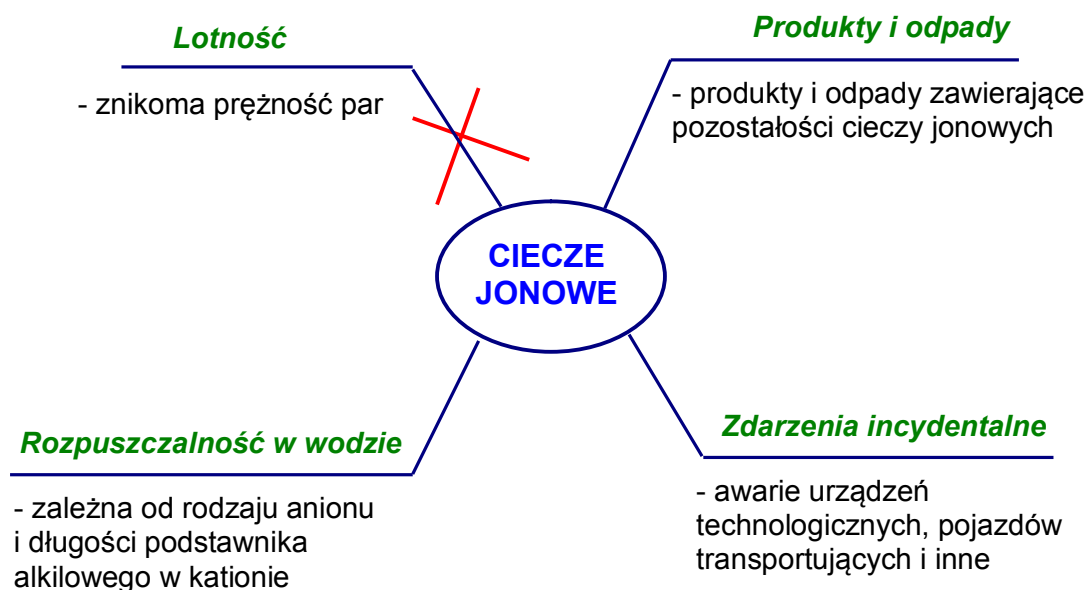 Lotność
- znikoma prężność par
Produkty i odpady
- produkty i odpady zawierające
pozostałości cieczy jonowych
CIECZE
JONOWE
Rozpuszczalność w wodzie
- zależna od rodzaju anionu
i długości podstawnika
alkilowego w kationie
Zdarzenia incydentalne
- awarie urządzeń
technologicznych, pojazdów
transportujących i inne